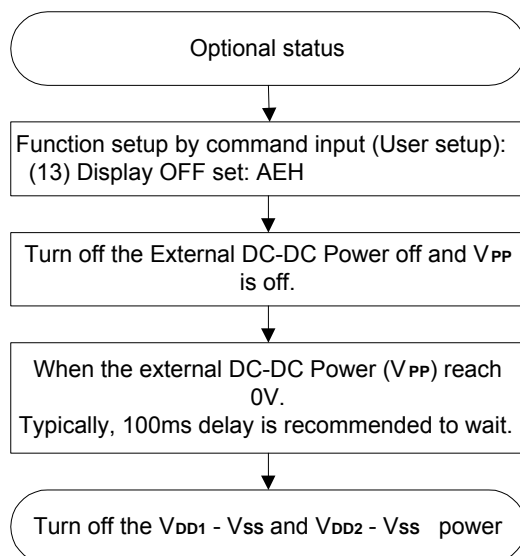 Optional status
Function setup by command input (User setup):
(13) Display OFF set: AEH
Turn off the External DC-DC Power off and VPP
is off.
When the external DC-DC Power (VPP) reach
0V.
Typically, 100ms delay is recommended to wait.
Turn off the VDD1 - VSS and VDD2 - VSS power